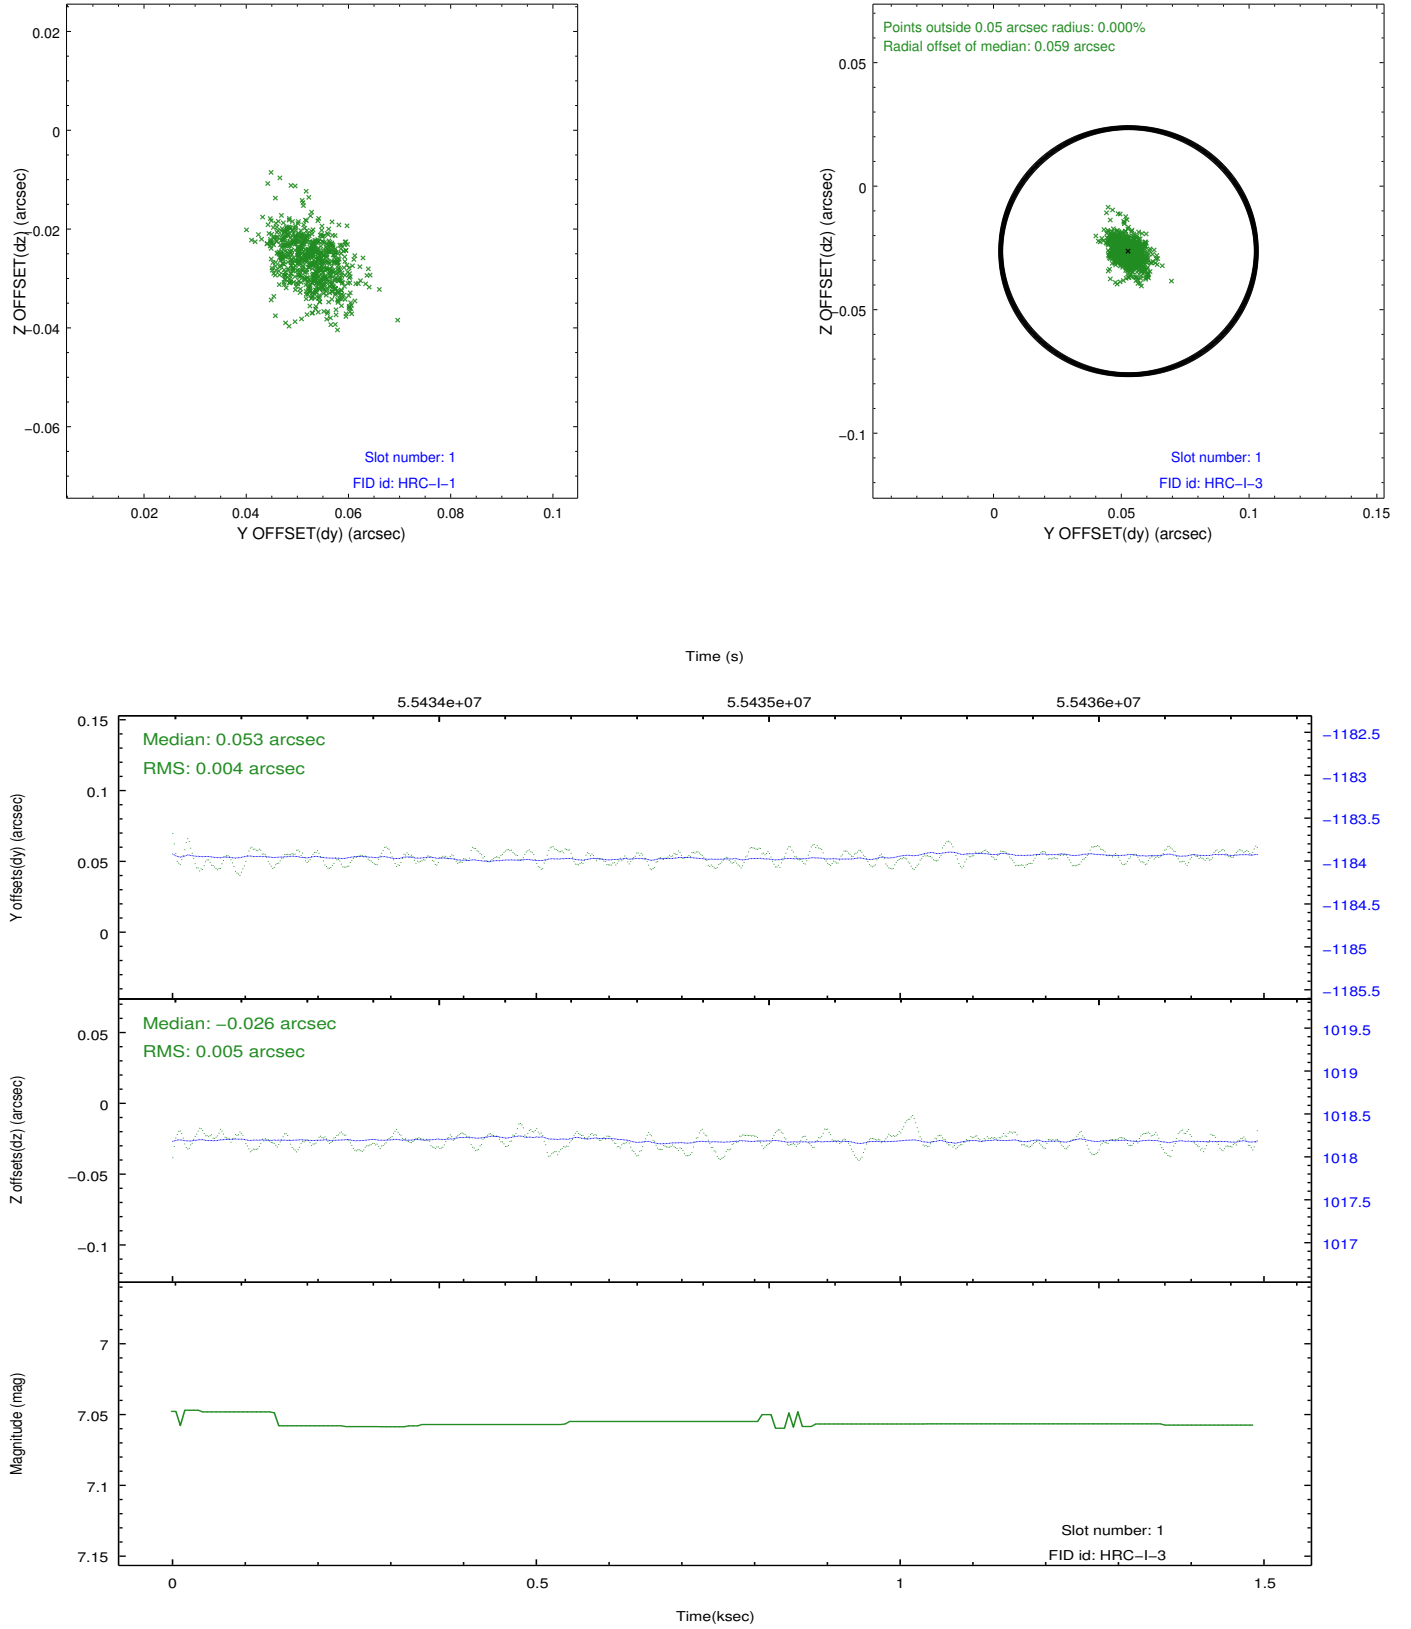 0.02
0
−0.02
−0.04
−0.06
Z OFFSET(dz) (arcsec)
Slot number: 1
FID id: HRC−I−1
0.02
0.04
0.06
0.08
0.1
Y OFFSET(dy) (arcsec)
Points outside 0.05 arcsec radius: 0.000%
Radial offset of median: 0.059 arcsec
0.05
0
−0.05
−0.1
Z OFFSET(dz) (arcsec)
Slot number: 1
FID id: HRC−I−3
0
0.05
0.1
0.15
Y OFFSET(dy) (arcsec)
Time (s)
5.5434e+07
5.5435e+07
5.5436e+07
Median: 0.053 arcsec
RMS: 0.004 arcsec
0.15
0.1
0.05
0
Y offsets(dy) (arcsec)
−1182.5
−1183
−1183.5
−1184
−1184.5
−1185
−1185.5
Median: −0.026 arcsec
RMS: 0.005 arcsec
0.05
0
−0.05
−0.1
Z offsets(dz) (arcsec)
1019.5
1019
1018.5
1018
1017.5
1017
7
7.05
7.1
7.15
Magnitude (mag)
Slot number: 1
FID id: HRC−I−3
0
0.5
1
1.5
Time(ksec)